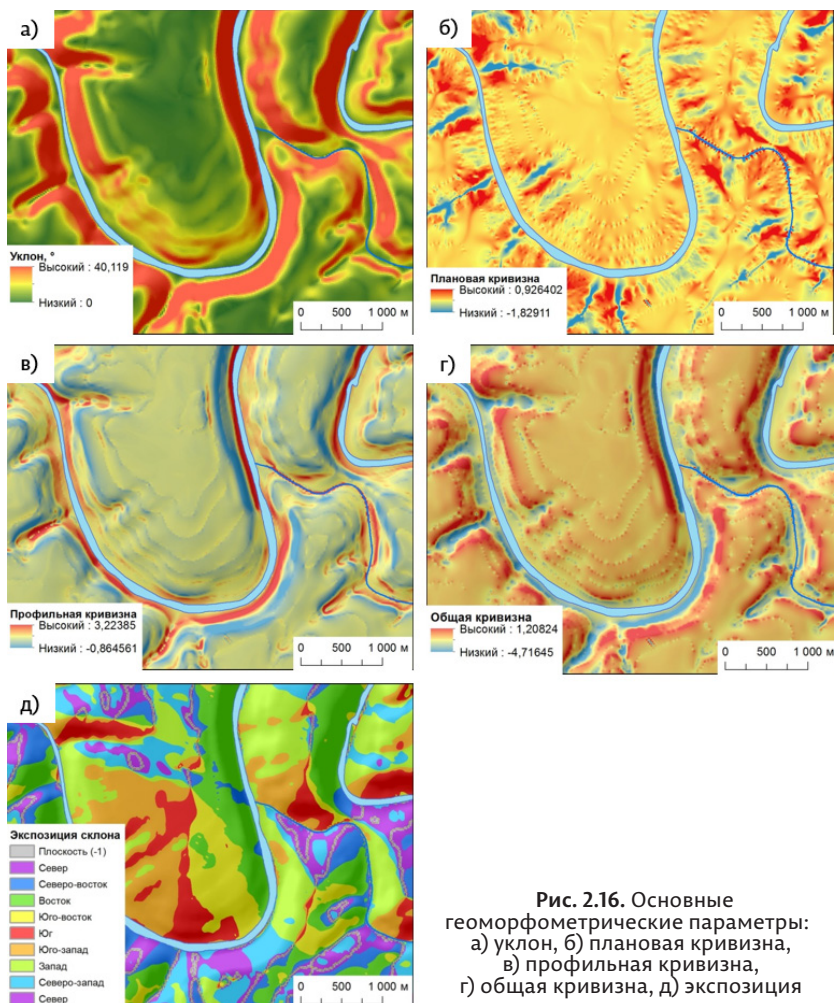 а)
Уклон, °
Высокий : 40,119
Низкий : 0
0 500 1 000 м
б)
Плановая кривизна
Высокий : 0,926402
Низкий : -1,82911
0 500 1 000 м
в)
Профильная кривизна
Высокий : 3,22385
Низкий : -0,864561
0 500 1 000 м
г)
Общая кривизна
Высокий : 1,20824
Низкий : -4,71645
0 500 1 000 м
д)
Экспозиция склона
Плоскость (-1)
Север
Северо-восток
Восток
Юго-восток
Юг
Юго-запад
Запад
Северо-запад
Север
0 500 1 000 м
Рис. 2.16. Основные
геоморфометрические параметры:
а) уклон, б) плановая кривизна,
в) профильная кривизна,
г) общая кривизна, д) экспозиция